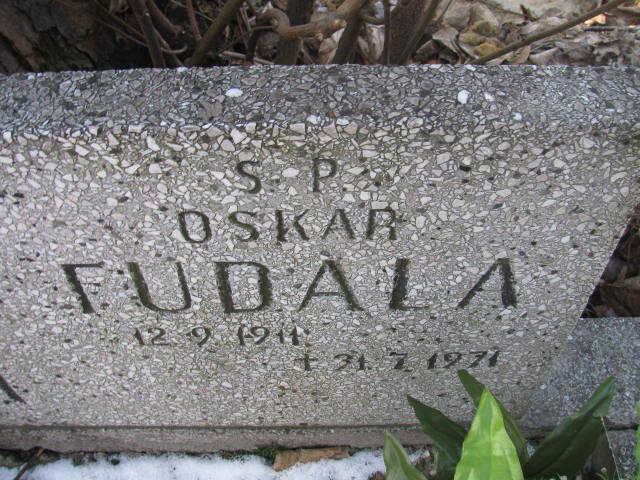 S. P.
OSKAR
FUDALA
12.9.1911
+ 31.7.1971